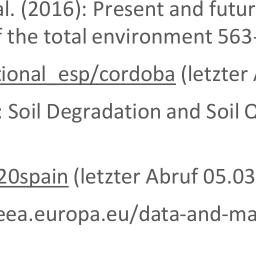 al. (2016): Present and futur
f the total environment 563-
tional_esp/cordoba (letzter
: Soil Degradation and Soil
20spain (letzter Abruf 05.03
eea.europa.eu/data-and-ma